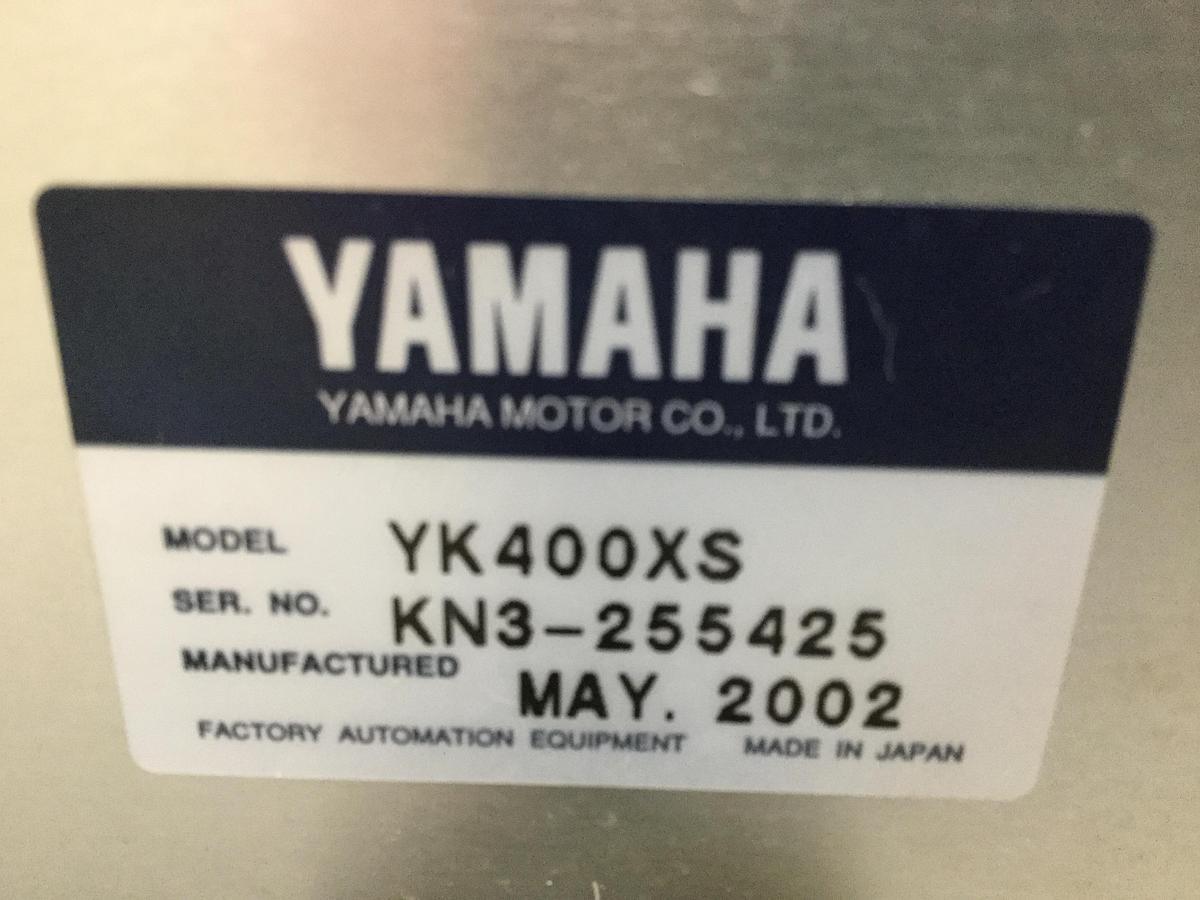 YAMAHA
YAMAHA MOTOR CO., LTD.
MODEL YK400XS
SER. NO. KN3-255425
MANUFACTURED MAY. 2002
FACTORY AUTOMATION EQUIPMENT MADE IN JAPAN